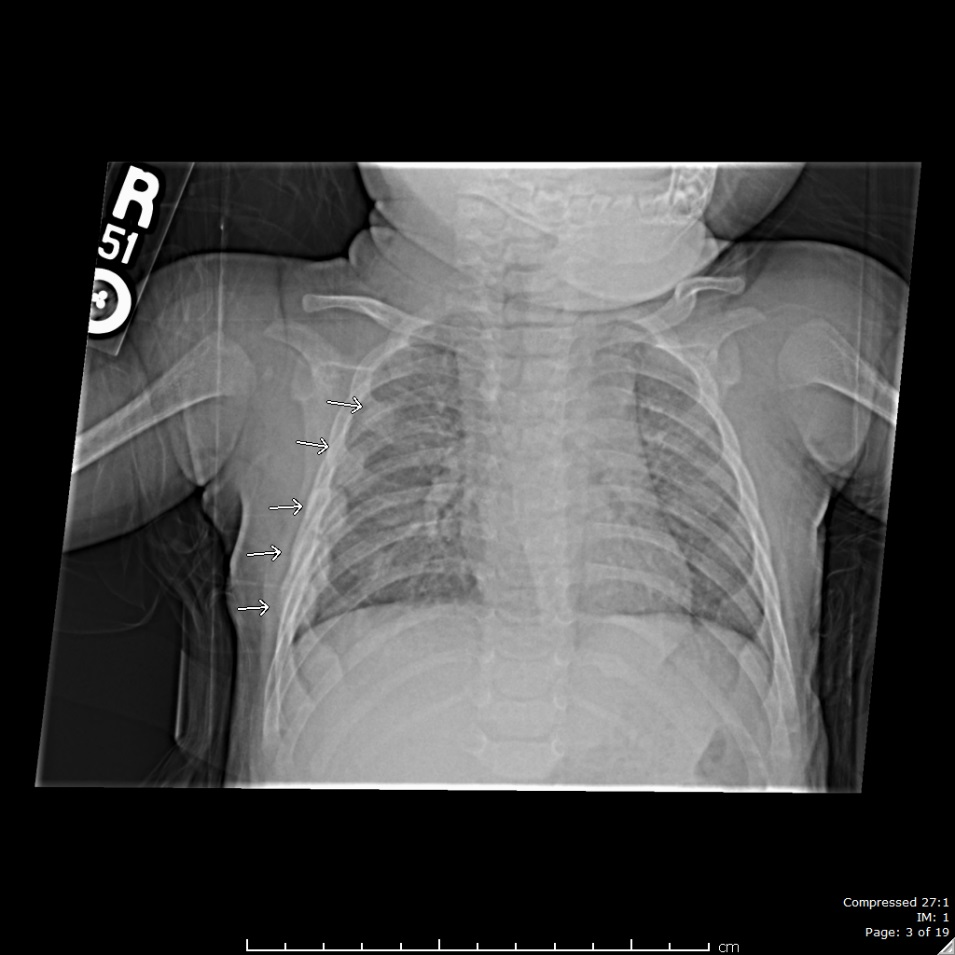 R
51
cm
Compressed 27:1
IM: 1
Page: 3 of 19